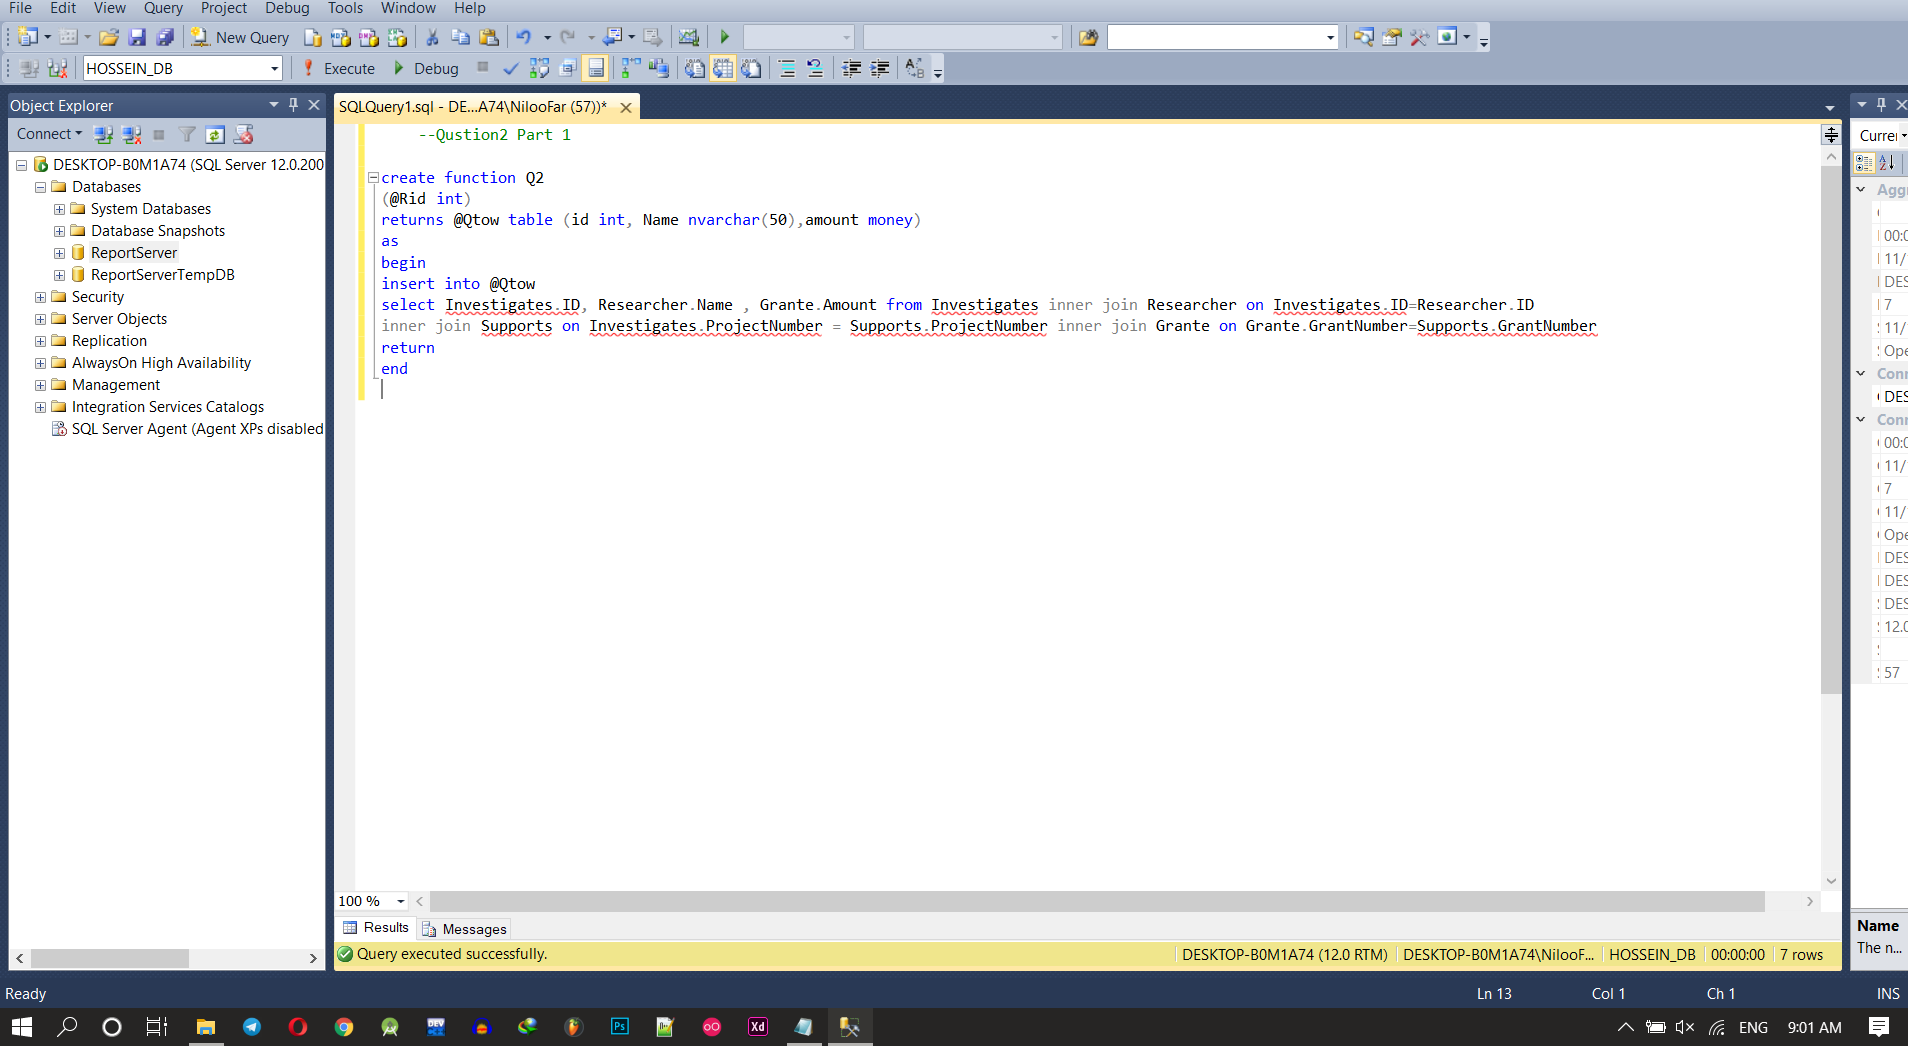 File Edit View Query Project Debug Tools Window Help
New Query
HOSSEIN_DB Execute Debug
Object Explorer
Connect
DESKTOP-B0M1A74 (SQL Server 12.0.200
Databases
System Databases
Database Snapshots
ReportServer
ReportServerTempDB
Security
Server Objects
Replication
AlwaysOn High Availability
Management
Integration Services Catalogs
SQL Server Agent (Agent XPs disabled
SQLQuery1.sql - DE...A74\NilooFar (57))*
--Qustion2 Part 1
create function Q2
(@Rid int)
returns @Qtow table (id int, Name nvarchar(50),amount money)
as
begin
insert into @Qtow
select Investigates.ID, Researcher.Name , Grante.Amount from Investigates inner join Researcher on Investigates.ID=Researcher.ID
inner join Supports on Investigates.ProjectNumber = Supports.ProjectNumber inner join Grante on Grante.GrantNumber=Supports.GrantNumber
return
end
100 %
Results Messages
Query executed successfully. DESKTOP-B0M1A74 (12.0 RTM) DESKTOP-B0M1A74\NilooF... HOSSEIN_DB 00:00:00 7 rows
Curre
Aggr
00:0
11/
DES
7
11/
Ope
Conr
DES
Conr
00:0
11/
7
11/
Ope
DES
DES
DES
12.0
57
Name
The n...
Ready Ln 13 Col 1 Ch 1 INS
DEV Ps Xd ENG 9:01 AM